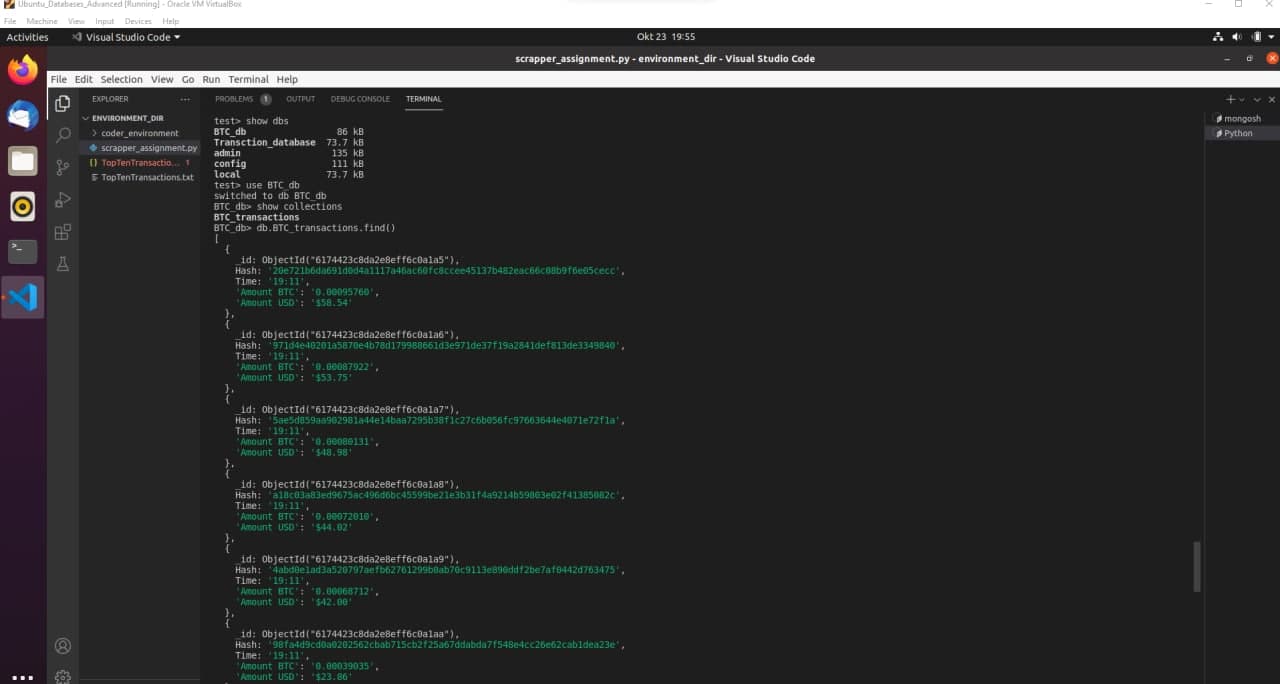 Ubuntu_Databases_Advanced [Running] - Oracle VM VirtualBox
File Machine View Input Devices Help
Activities Visual Studio Code Okt 23 19:55
scrapper_assignment.py - environment_dir - Visual Studio Code
File Edit Selection View Go Run Terminal Help
EXPLORER ... PROBLEMS 1 OUTPUT DEBUG CONSOLE TERMINAL
ENVIRONMENT_DIR
coder_environment
scrapper_assignment.py
{} TopTenTransactio... 1
TopTenTransactions.txt
mongosh
Python
test> show dbs
BTC_db 86 kB
Transction_database 73.7 kB
admin 135 kB
config 111 kB
local 73.7 kB
test> use BTC_db
switched to db BTC_db
BTC_db> show collections
BTC_transactions
BTC_db> db.BTC_transactions.find()
[
{
_id: ObjectId("6174423c8da2e8eff6c0a1a5"),
Hash: '20e721b6da691d0d4a1117a46ac60fc8ccee45137b482eac66c08b9f6e05cecc',
Time: '19:11',
'Amount BTC': '0.00095760',
'Amount USD': '$58.54'
},
{
_id: ObjectId("6174423c8da2e8eff6c0a1a6"),
Hash: '971d4e40201a5870e4b78d179988661d3e971de37f19a2841def813de3349840',
Time: '19:11',
'Amount BTC': '0.00087922',
'Amount USD': '$53.75'
},
{
_id: ObjectId("6174423c8da2e8eff6c0a1a7"),
Hash: '5ae5d859aa902981a44e14baa7295b38f1c27c6b056fc97663644e4071e72f1a',
Time: '19:11',
'Amount BTC': '0.00080131',
'Amount USD': '$48.98'
},
{
_id: ObjectId("6174423c8da2e8eff6c0a1a8"),
Hash: 'a18c03a83ed9675ac496d6bc45599be21e3b31f4a9214b59803e02f41385082c',
Time: '19:11',
'Amount BTC': '0.00072010',
'Amount USD': '$44.02'
},
{
_id: ObjectId("6174423c8da2e8eff6c0a1a9"),
Hash: '4abd0e1ad3a520797aefb62761299b0ab70c9113e890ddf2be7af0442d763475',
Time: '19:11',
'Amount BTC': '0.00068712',
'Amount USD': '$42.00'
},
{
_id: ObjectId("6174423c8da2e8eff6c0a1aa"),
Hash: '98fa4d9cd0a0202562cbab715cb2f25a67ddabda7f548e4cc26e62cab1dea23e',
Time: '19:11',
'Amount BTC': '0.00039035',
'Amount USD': '$23.86'